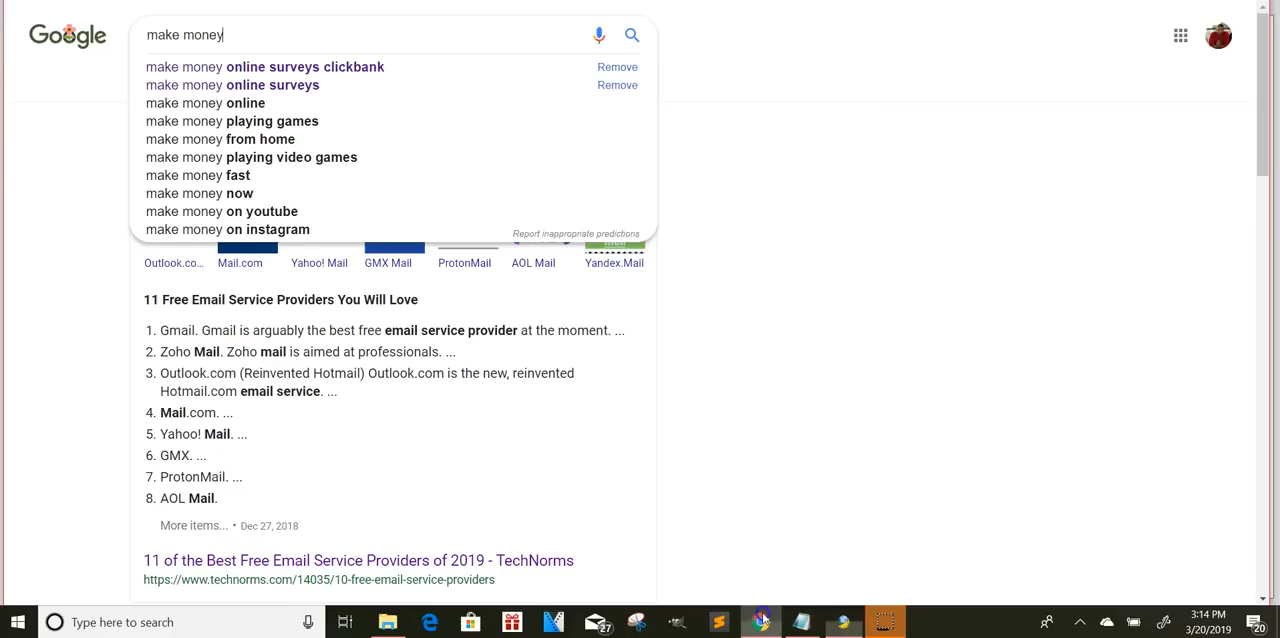 Google
make money
make money online surveys clickbank
Remove
make money online surveys
Remove
make money online
make money playing games
make money from home
make money playing video games
make money fast
make money now
make money on youtube
make money on instagram
Report inappropriate predictions
Outlook.co...
Mail.com
Yahoo! Mail
GMX Mail
ProtonMail
AOL Mail
Yandex.Mail
11 Free Email Service Providers You Will Love
1. Gmail. Gmail is arguably the best free email service provider at the moment. ...
2. Zoho Mail. Zoho mail is aimed at professionals. ...
3. Outlook.com (Reinvented Hotmail) Outlook.com is the new, reinvented
Hotmail.com email service. ...
4. Mail.com. ...
5. Yahoo! Mail. ...
6. GMX. ...
7. ProtonMail. ...
8. AOL Mail.
More items... • Dec 27, 2018
11 of the Best Free Email Service Providers of 2019 - TechNorms
https://www.technorms.com/14035/10-free-email-service-providers
Type here to search
27
3:14 PM
3/20/2019
20